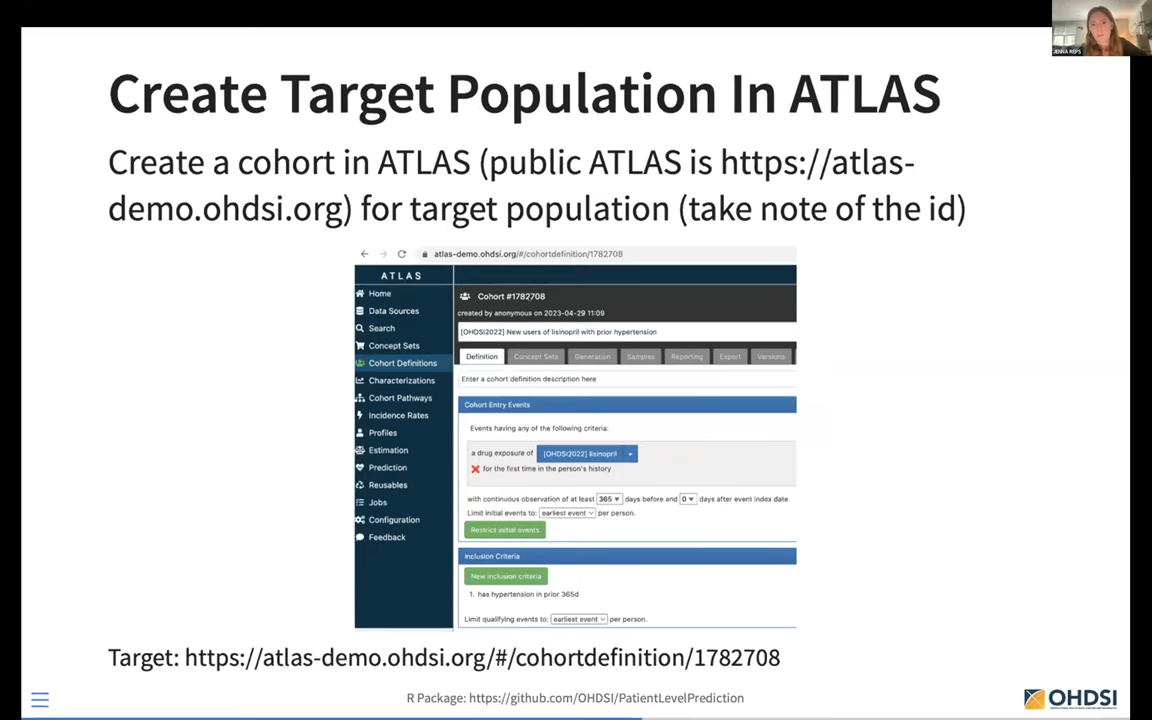 JENNA REPS
Create Target Population In ATLAS
Create a cohort in ATLAS (public ATLAS is https://atlas-
demo.ohdsi.org) for target population (take note of the id)
atlas-demo.ohdsi.org/#/cohortdefinition/1782708
ATLAS
Home
Data Sources
Search
Concept Sets
Cohort Definitions
Characterizations
Cohort Pathways
Incidence Rates
Profiles
Estimation
Prediction
Reusables
Jobs
Configuration
Feedback
Cohort #1782708
created by anonymous on 2023-04-29 11:09
[OHDSI2022] New users of lisinopril with prior hypertension
Definition Concept Sets Generation Samples Reporting Export Versions
Enter a cohort definition description here
Cohort Entry Events
Events having any of the following criteria:
a drug exposure of [OHDSI2022] lisinopril
for the first time in the person's history
with continuous observation of at least 365 days before and 0 days after event index date
Limit initial events to: earliest event per person.
Restrict initial events
Inclusion Criteria
New inclusion criteria
1. has hypertension in prior 365d
Limit qualifying events to: earliest event per person.
Target: https://atlas-demo.ohdsi.org/#/cohortdefinition/1782708
R Package: https://github.com/OHDSI/PatientLevelPrediction
OHDSI